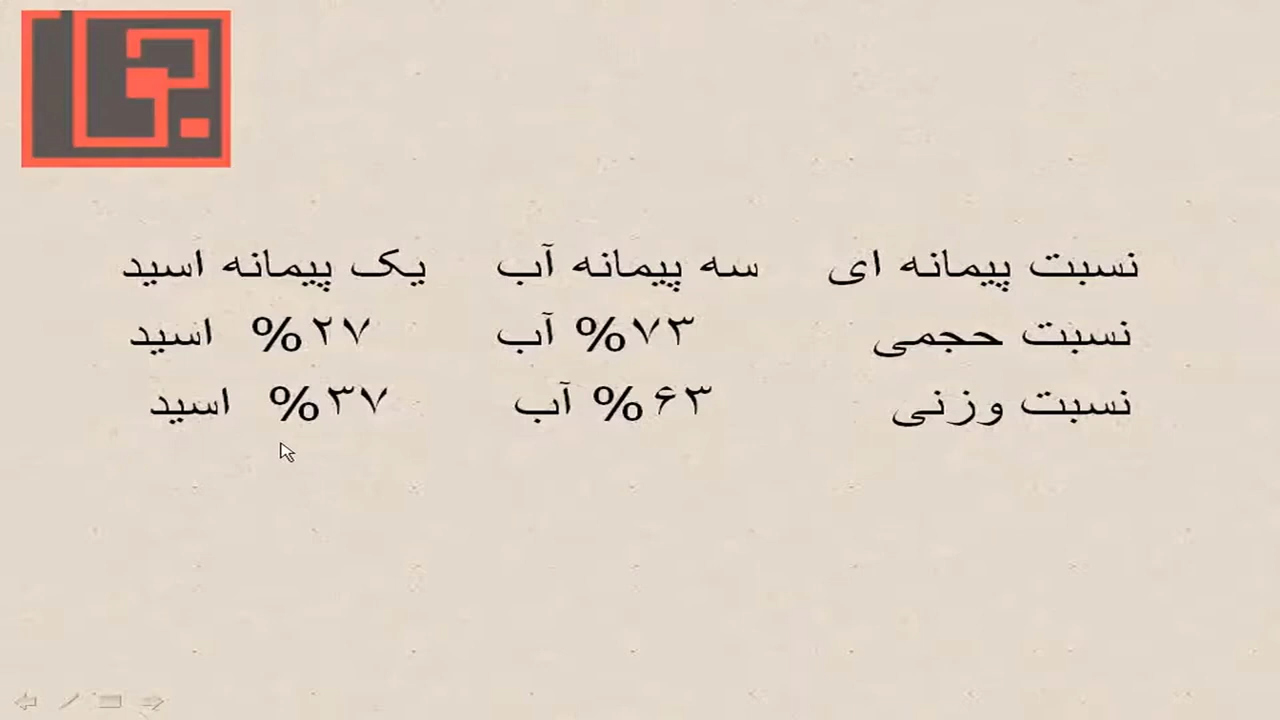 نسبت پیمانه ای سه پیمانه آب یک پیمانه اسید
نسبت حجمی ۷۳% آب ۲۷% اسید
نسبت وزنی ۶۳% آب ۳۷% اسید